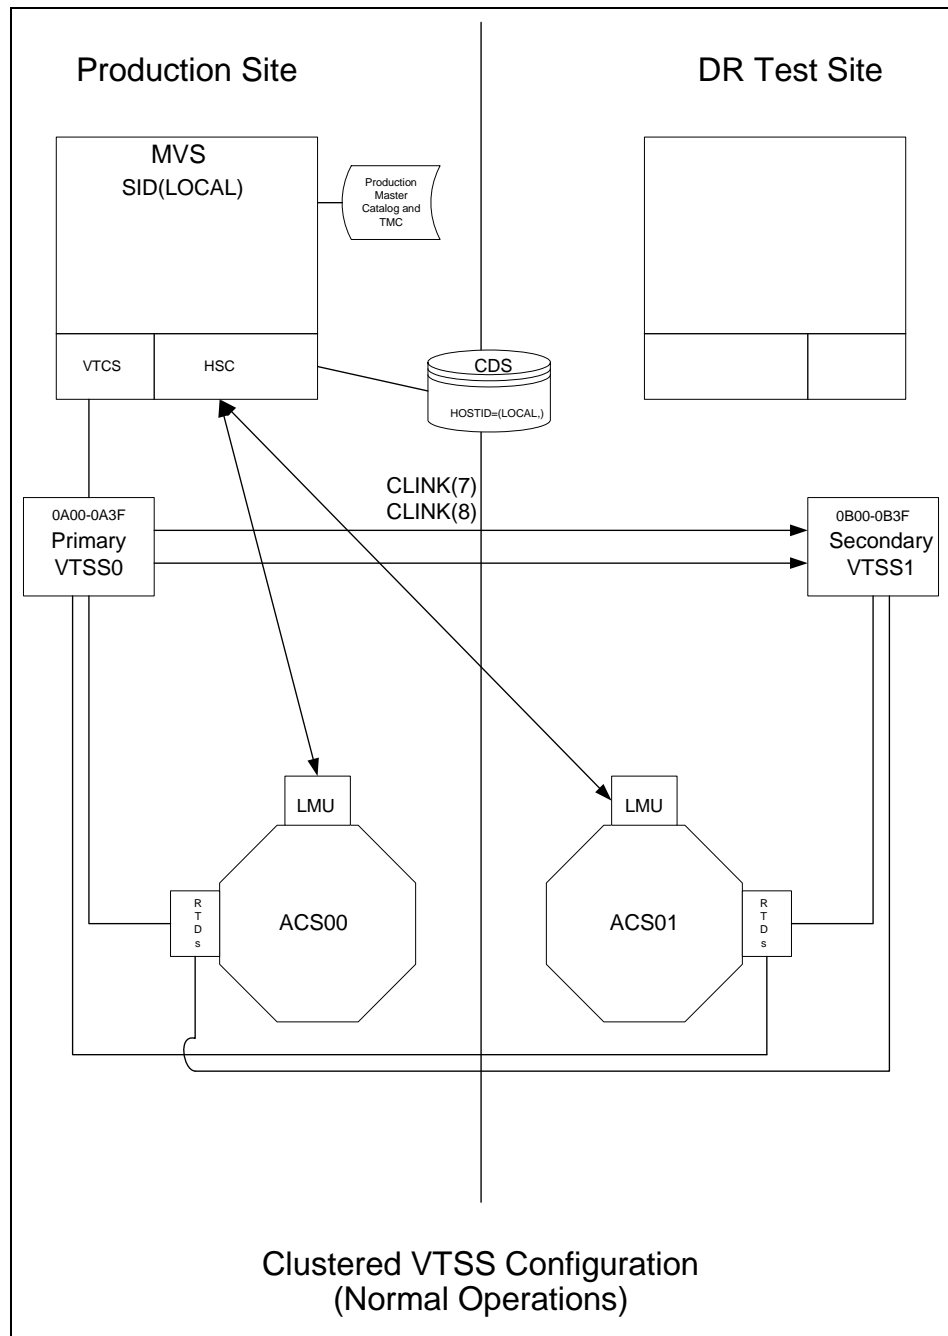 Production Site
DR Test Site
MVS
SID(LOCAL)
Production
Master
Catalog and
TMC
VTCS
HSC
CDS
HOSTID=(LOCAL,)
CLINK(7)
CLINK(8)
0A00-0A3F
Primary
VTSS0
0B00-0B3F
Secondary
VTSS1
LMU
LMU
R
T
D
s
ACS00
ACS01
R
T
D
s
Clustered VTSS Configuration
(Normal Operations)